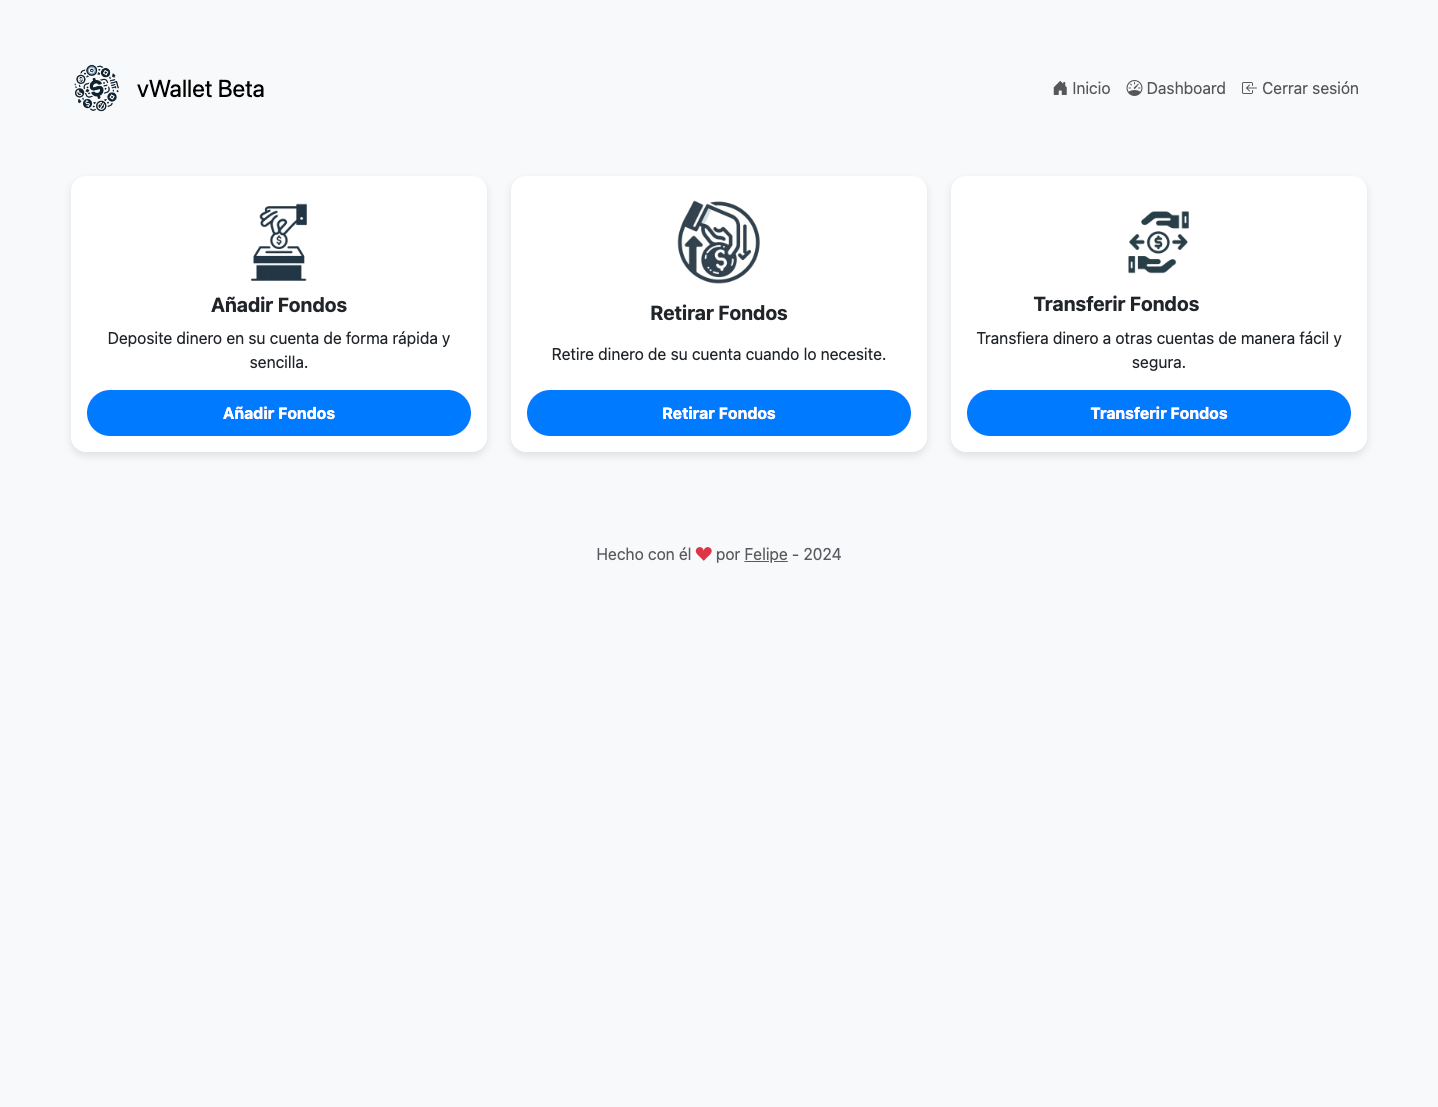 vWallet Beta
Inicio
Dashboard
Cerrar sesión
Añadir Fondos
Deposite dinero en su cuenta de forma rápida y
sencilla.
Añadir Fondos
Retirar Fondos
Retire dinero de su cuenta cuando lo necesite.
Retirar Fondos
Transferir Fondos
Transfiera dinero a otras cuentas de manera fácil y
segura.
Transferir Fondos
Hecho con él ❤ por Felipe - 2024